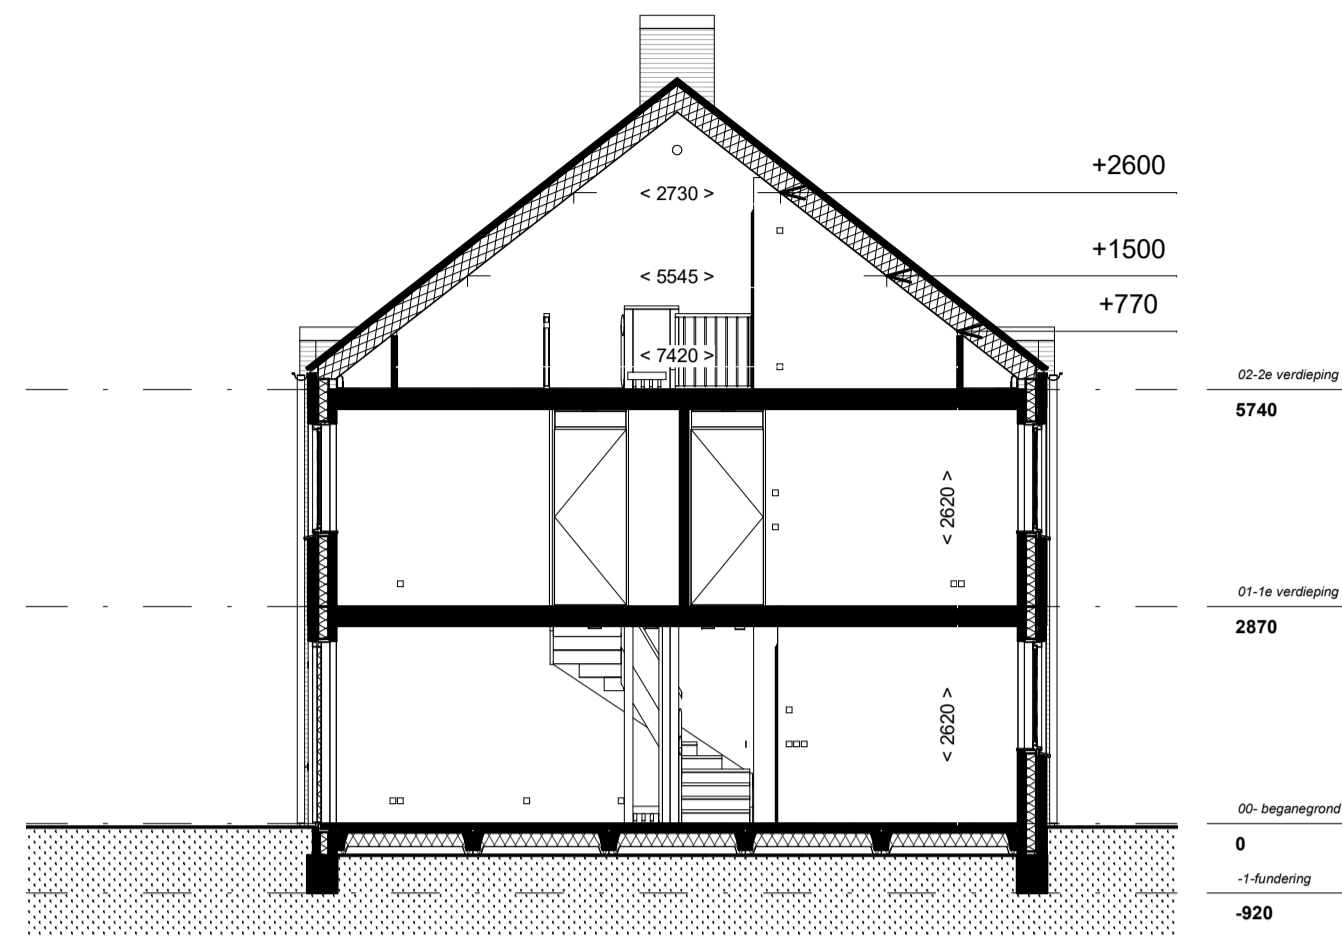 +2600
< 2730 >
+1500
< 5545 >
+770
< 7420 >
02-2e verdieping
5740
< 2620 >
01-1e verdieping
2870
< 2620 >
00- beganegrond
0
-1-fundering
-920